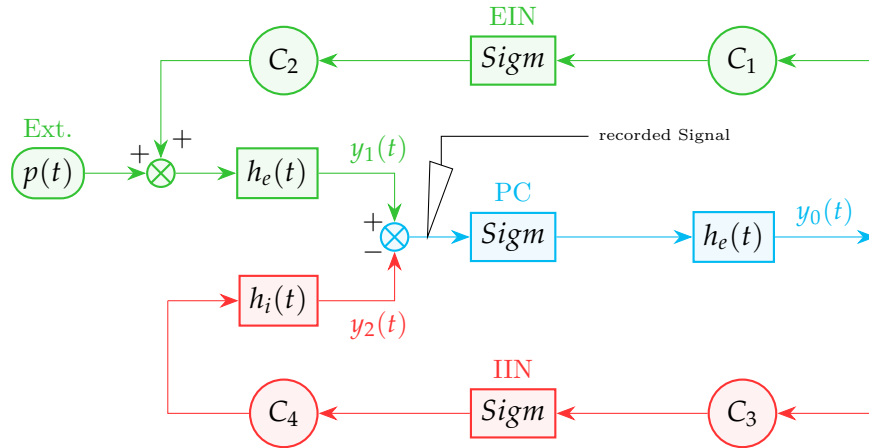 EIN
C₂
Sigm
C₁
Ext.
+
+
p(t)
hₑ(t)
y₁(t)
recorded Signal
PC
+
−
Sigm
hₑ(t)
y₀(t)
hᵢ(t)
y₂(t)
IIN
C₄
Sigm
C₃